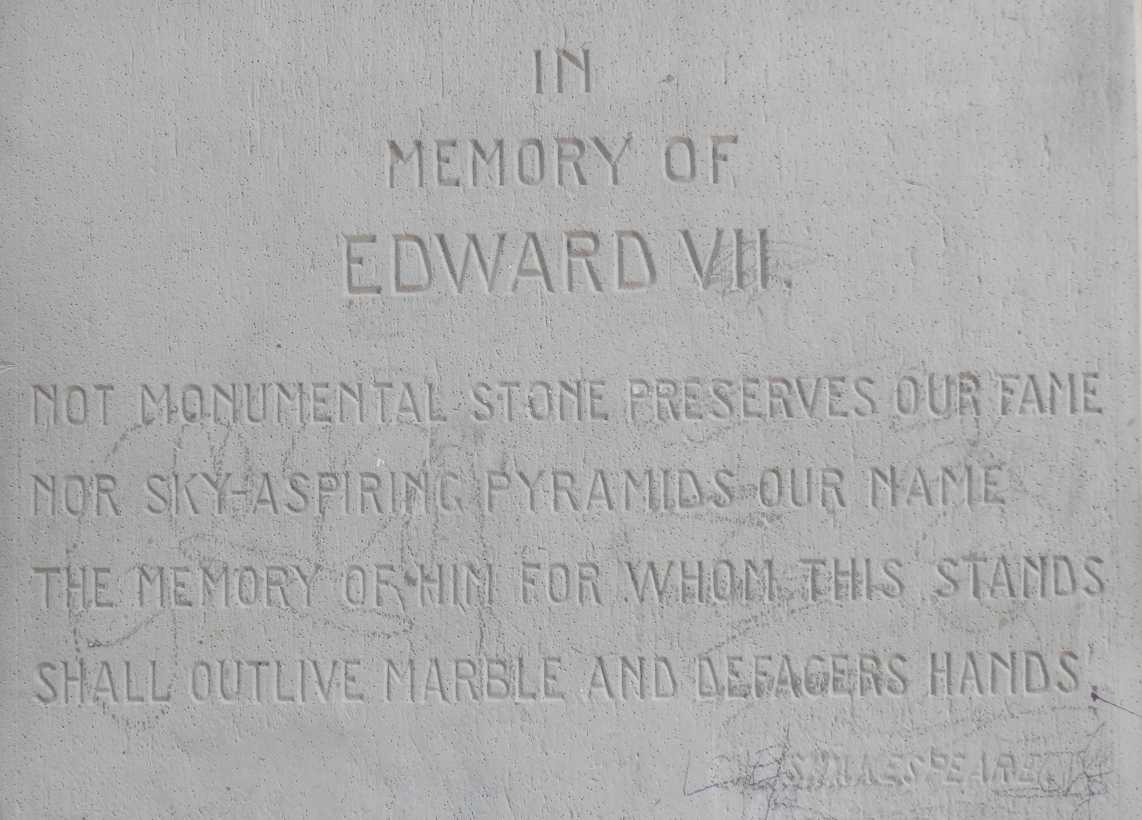 IN
MEMORY OF
EDWARD VII.
NOT MONUMENTAL STONE PRESERVES OUR FAME
NOR SKY-ASPIRING PYRAMIDS OUR NAME
THE MEMORY OF HIM FOR WHOM THIS STANDS
SHALL OUTLIVE MARBLE AND DEFACERS HANDS
SHAKESPEARE